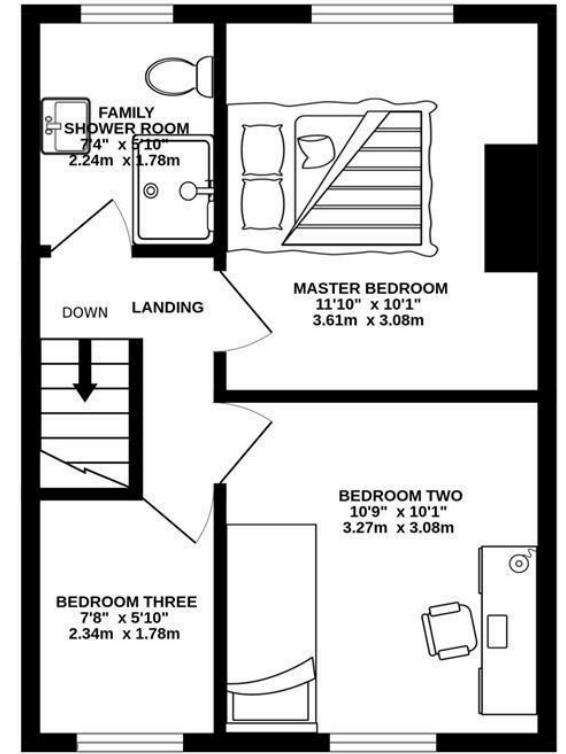 FAMILY
SHOWER ROOM
7'4" x 5'10"
2.24m x 1.78m
MASTER BEDROOM
11'10" x 10'1"
3.61m x 3.08m
DOWN
LANDING
BEDROOM TWO
10'9" x 10'1"
3.27m x 3.08m
BEDROOM THREE
7'8" x 5'10"
2.34m x 1.78m